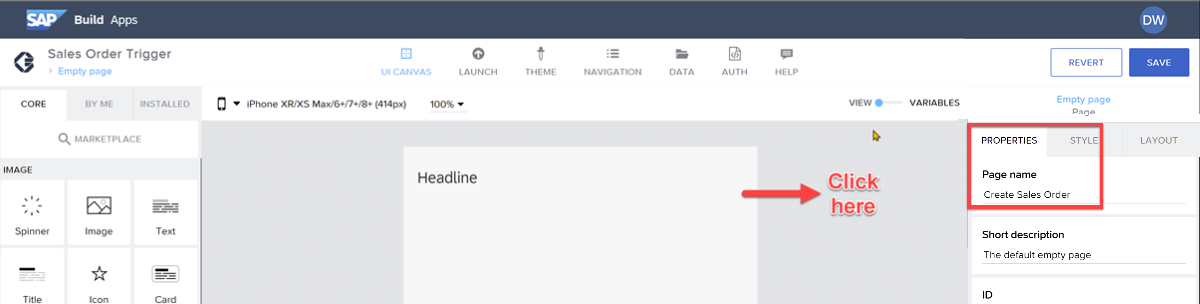 SAP Build Apps DW
Sales Order Trigger
› Empty page
UI CANVAS LAUNCH THEME NAVIGATION DATA AUTH HELP
REVERT SAVE
CORE BY ME INSTALLED
iPhone XR/XS Max/6+/7+/8+ (414px) 100%
VIEW VARIABLES
Empty page
Page
MARKETPLACE
PROPERTIES STYLE LAYOUT
IMAGE
Spinner Image Text
Title Icon Card
Headline
Click
here
Page name
Create Sales Order
Short description
The default empty page
ID